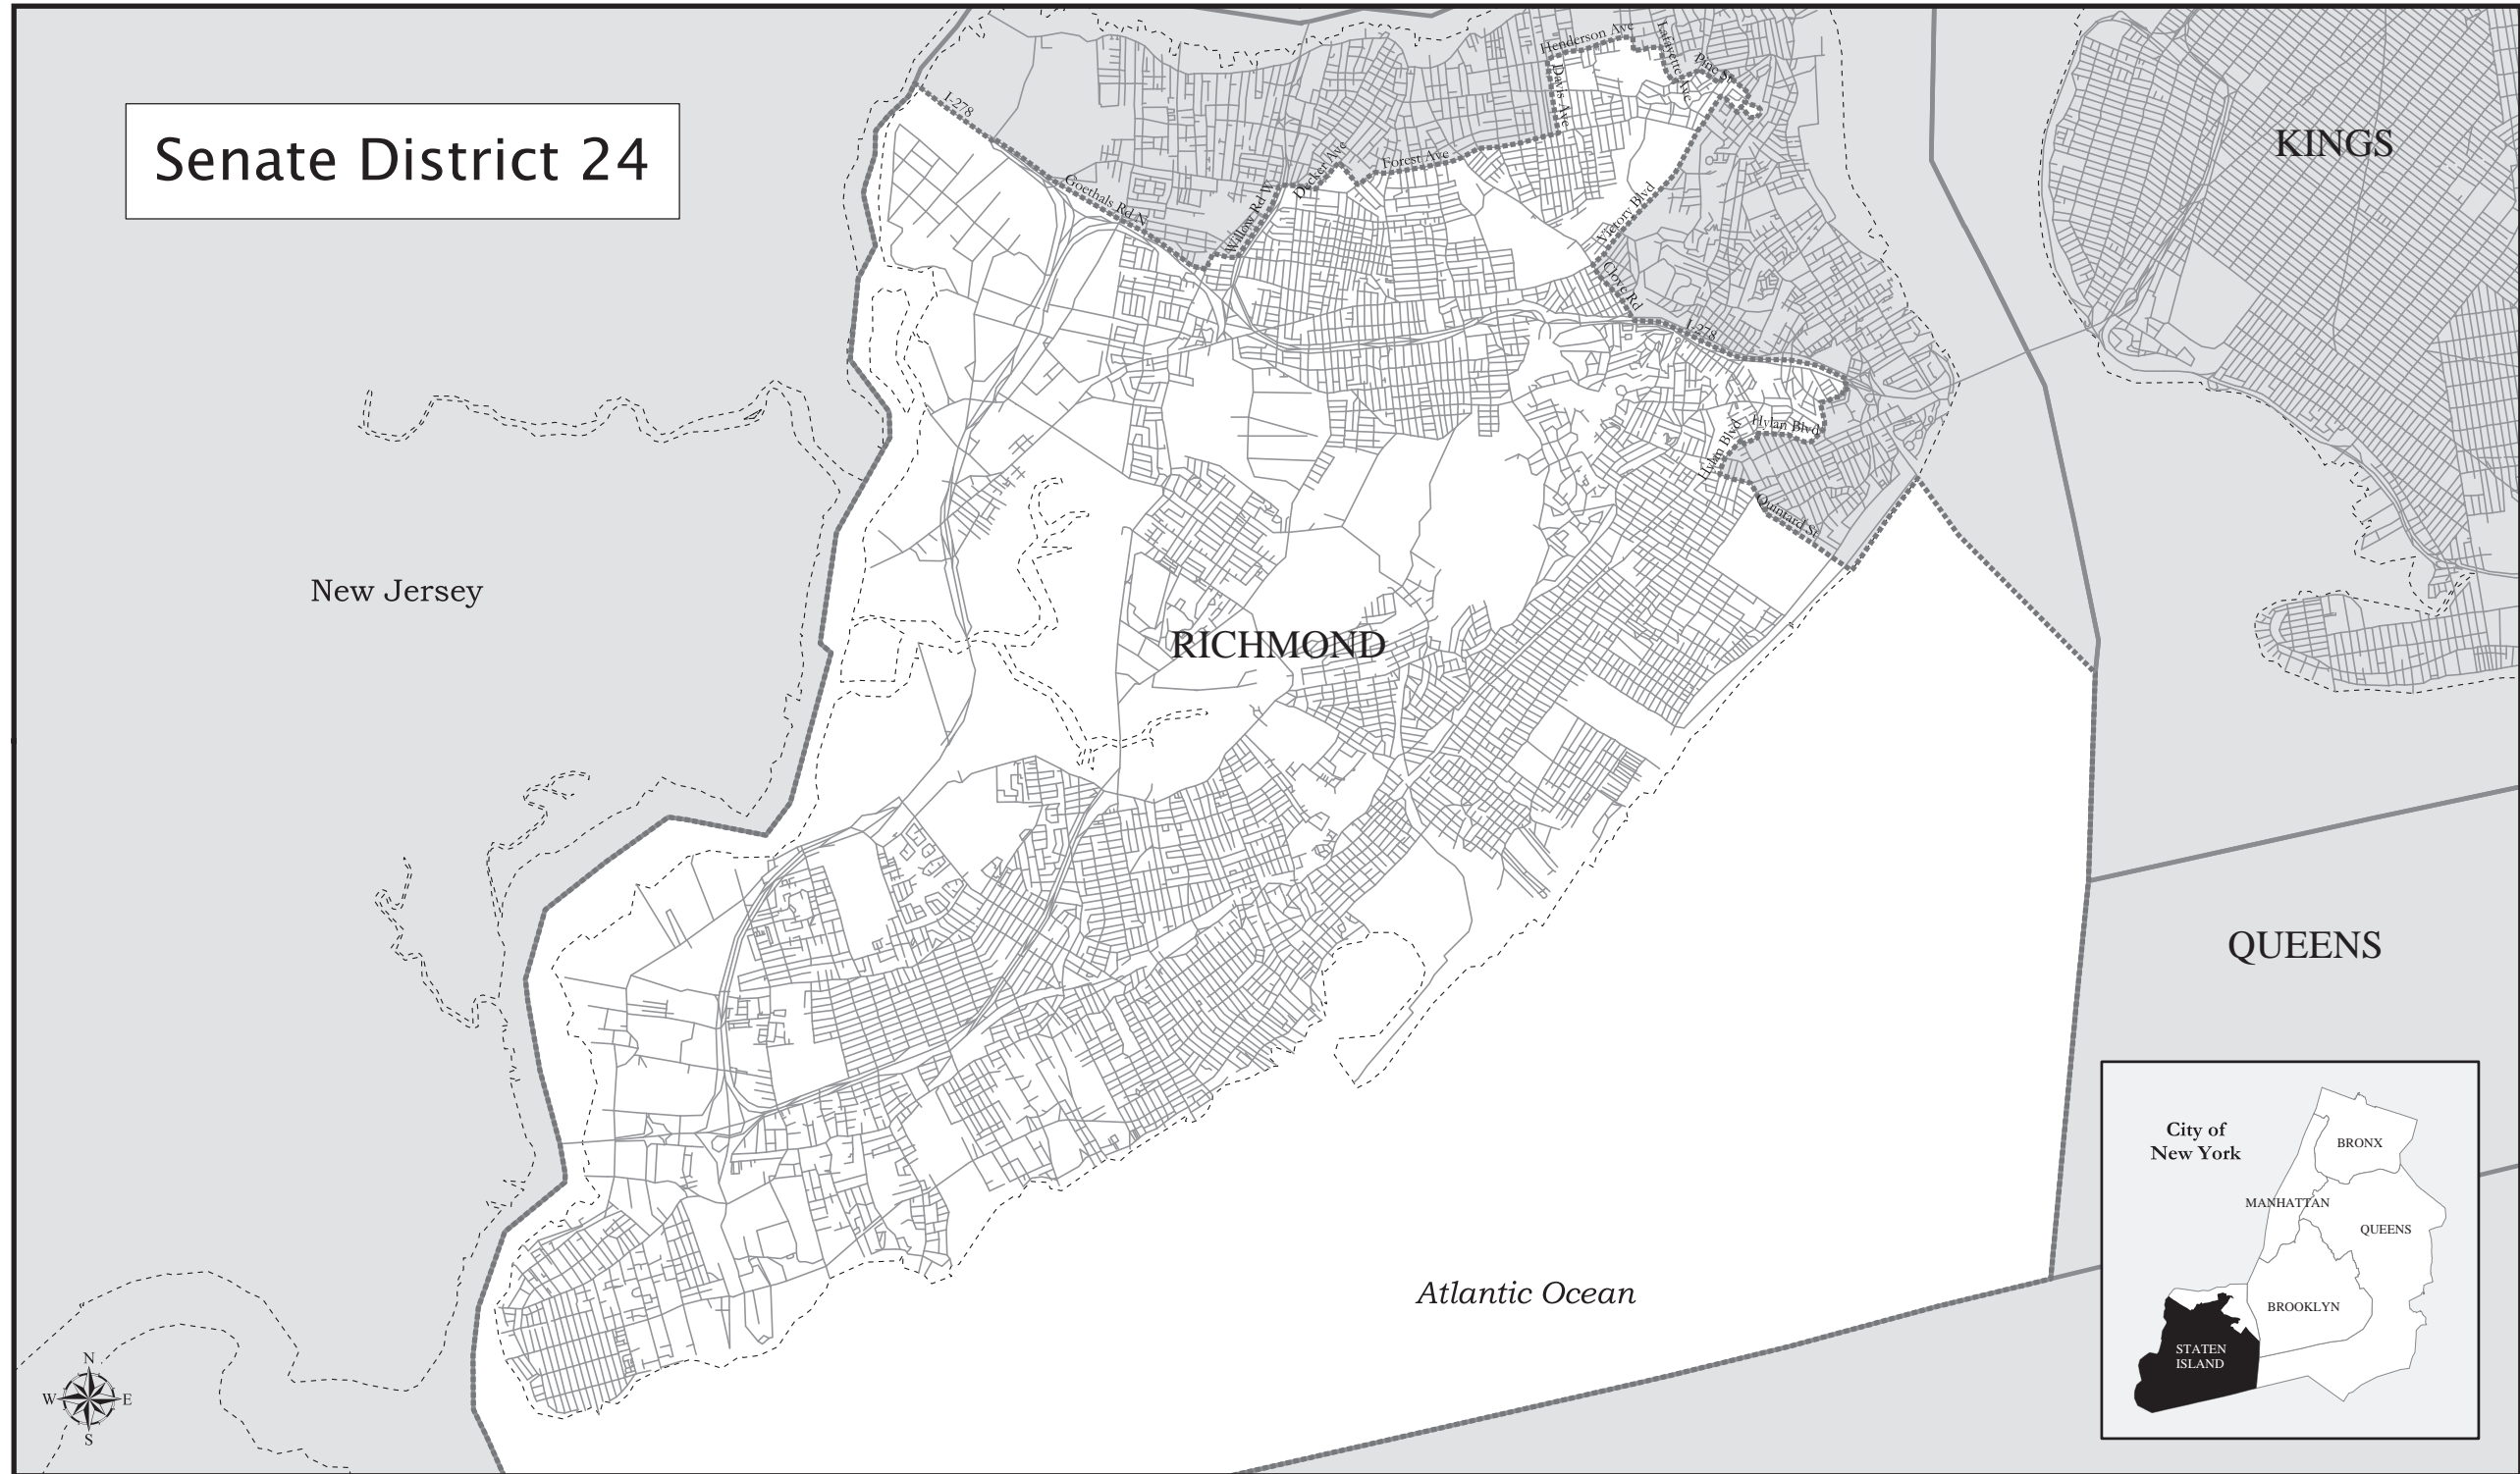 Senate District 24
Henderson Ave
Lafayette Ave
Pine St
Davis Ave
KINGS
I-278
Forest Ave
Decker Ave
Goethals Rd N
Willow Rd W
Victory Blvd
Clove Rd
I-278
Hylan Blvd
Hylan Blvd
Quintard St
New Jersey
RICHMOND
QUEENS
Atlantic Ocean
City of
New York
BRONX
MANHATTAN
QUEENS
BROOKLYN
STATEN
ISLAND
N
W E
S